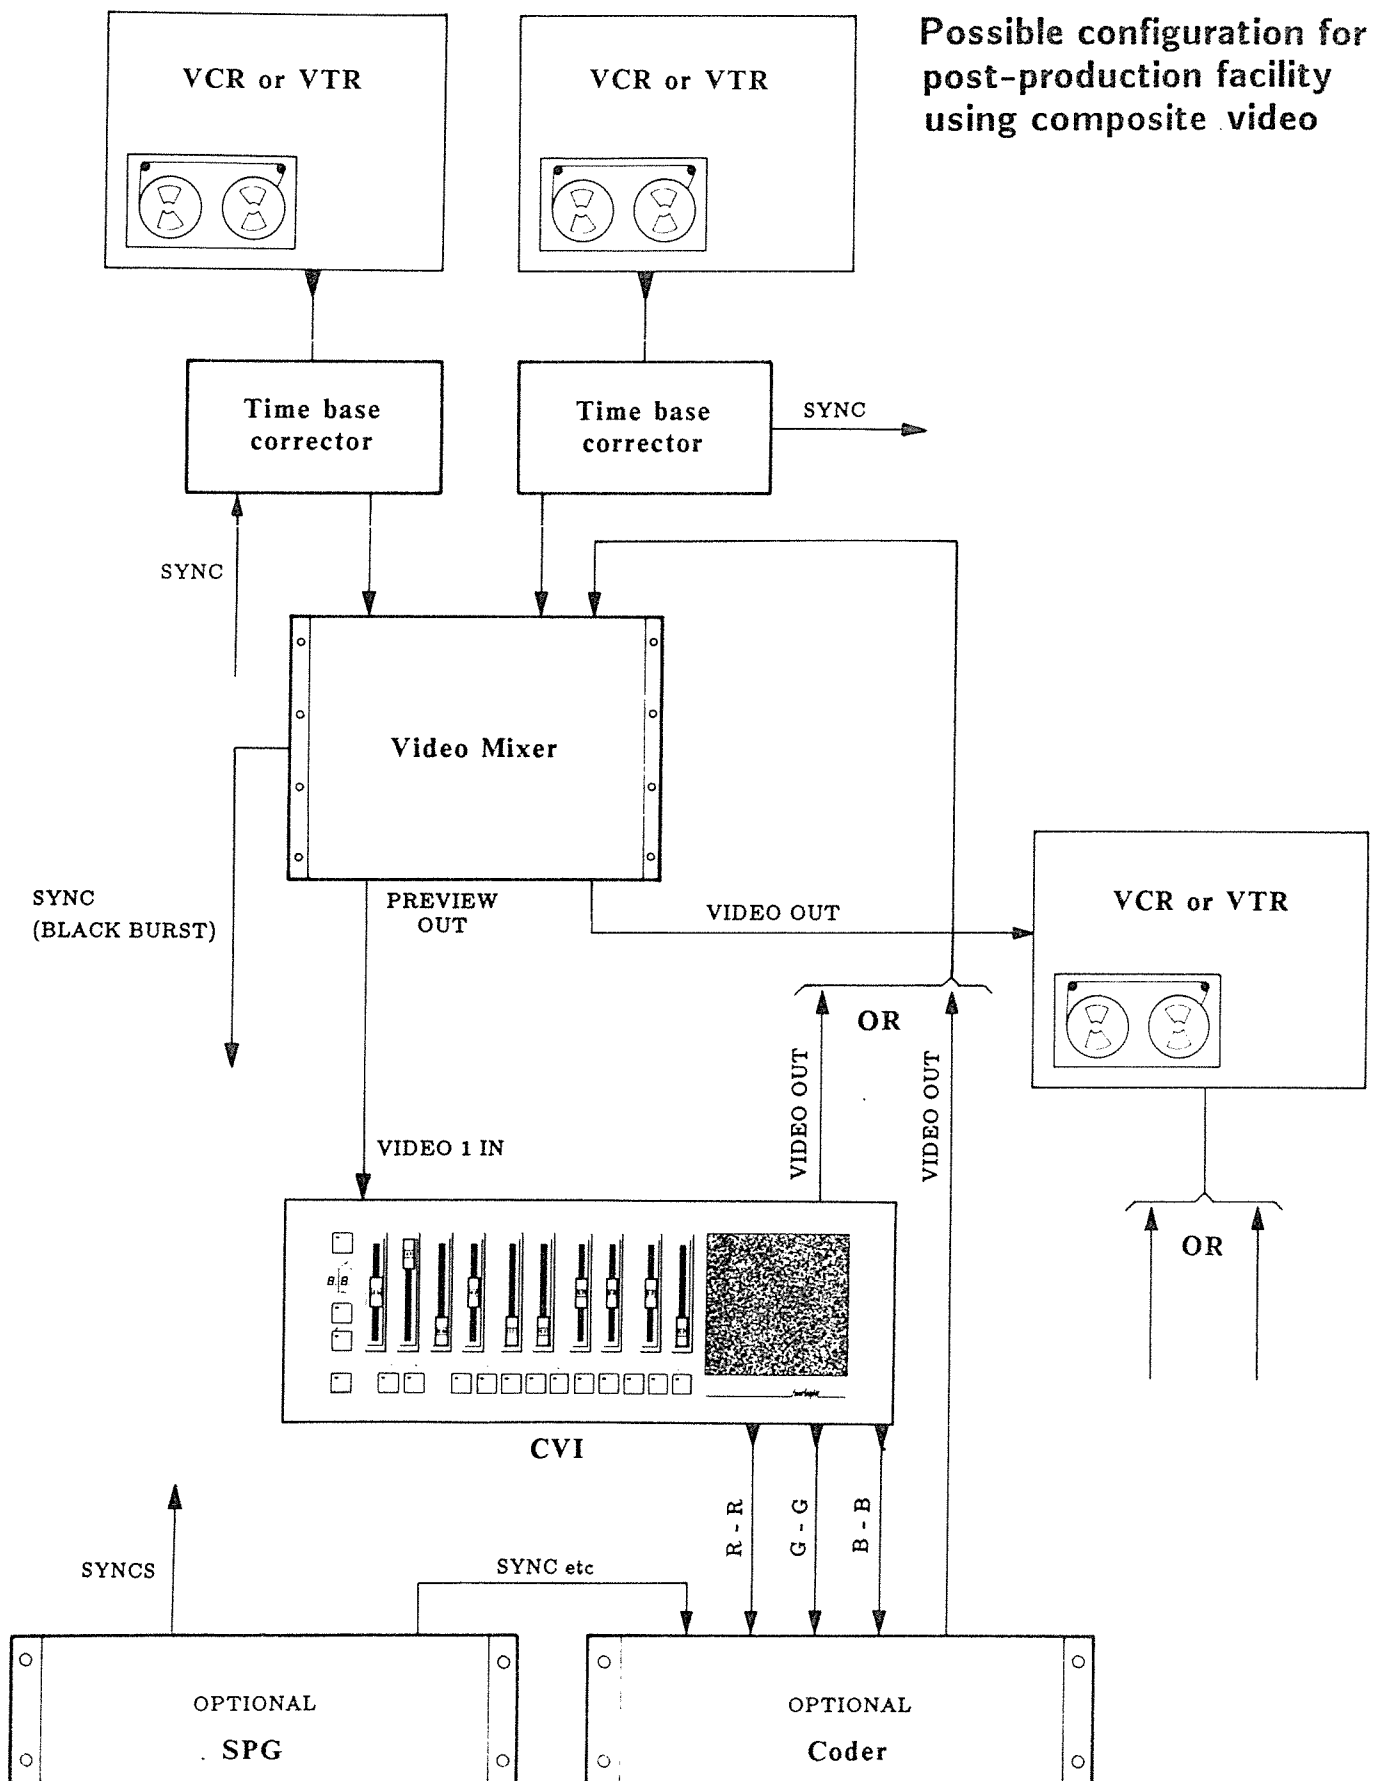 Possible configuration for
post-production facility
using composite video
VCR or VTR
VCR or VTR
Time base
corrector
Time base
corrector
SYNC
SYNC
Video Mixer
SYNC
(BLACK BURST)
PREVIEW
OUT
VIDEO OUT
VCR or VTR
OR
VIDEO OUT
VIDEO OUT
VIDEO 1 IN
OR
8.8
CVI
R - R
G - G
B - B
SYNCS
SYNC etc
OPTIONAL
SPG
OPTIONAL
Coder